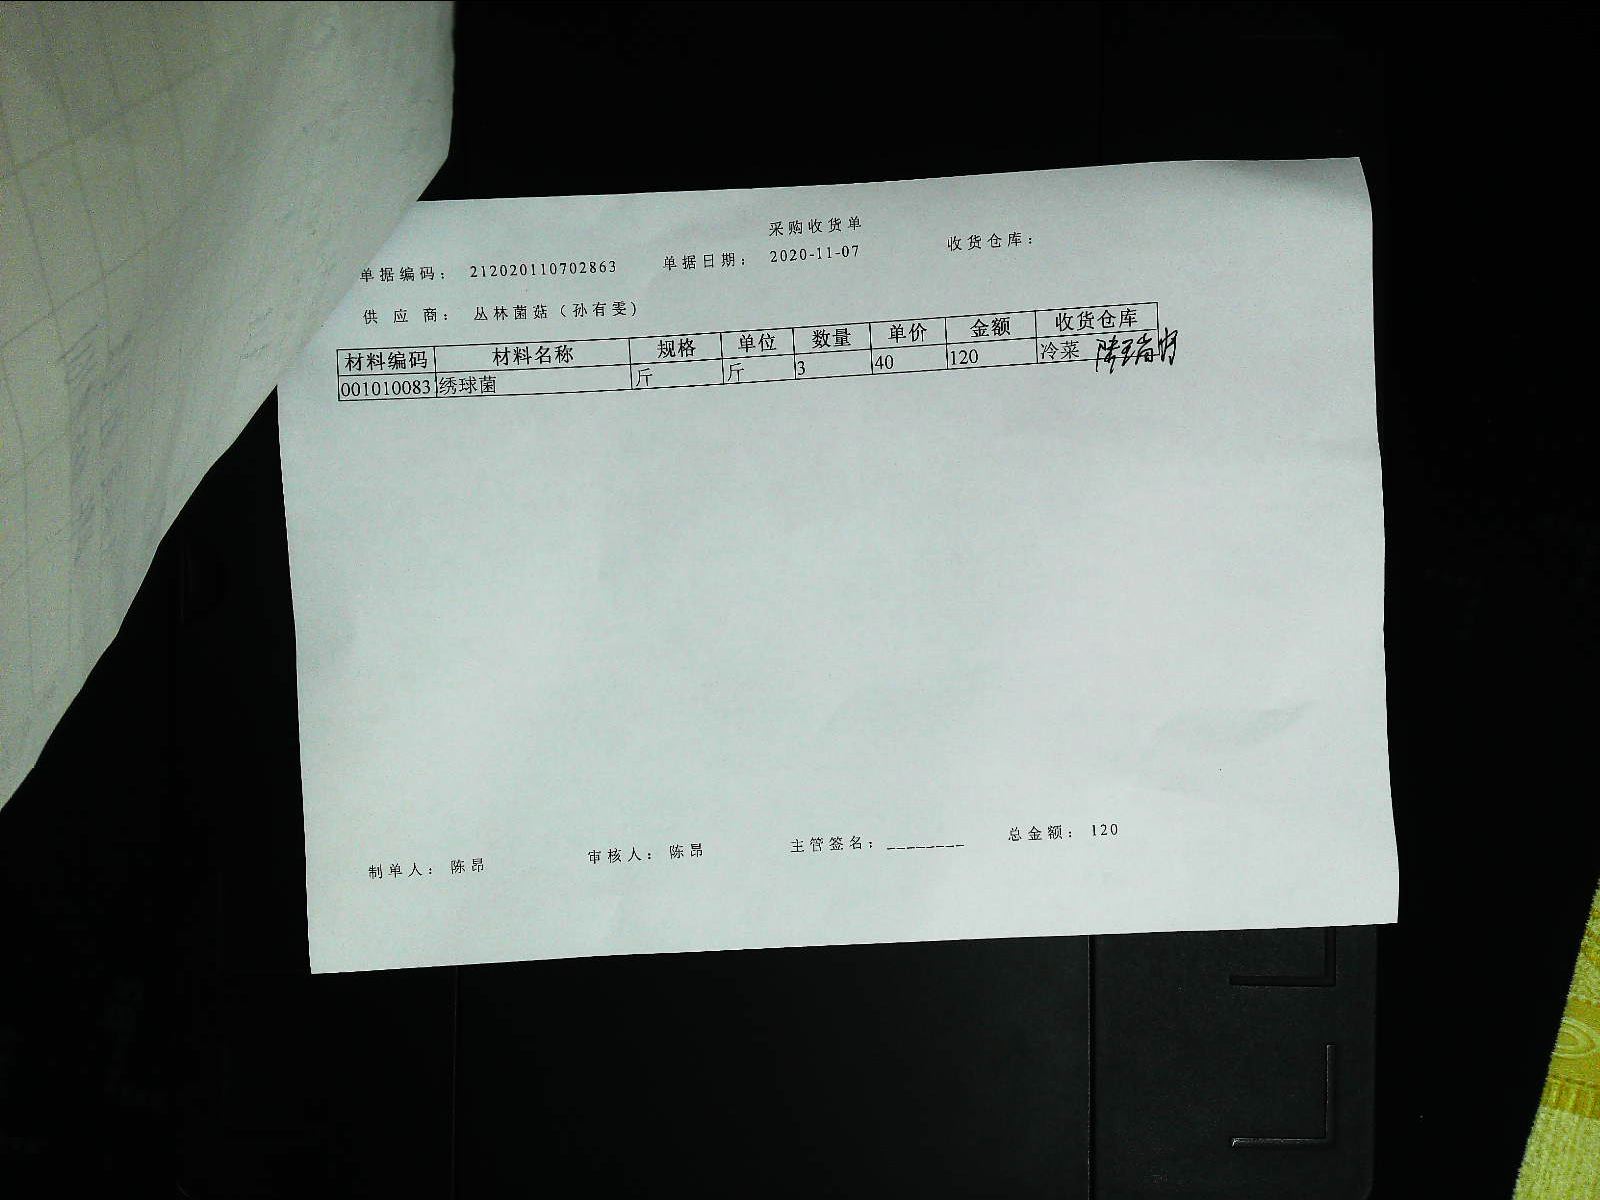 采购收货单
单据编码： 212020110702863 单据日期： 2020-11-07 收货仓库：
供 应 商： 丛林菌菇（孙有雯）
材料编码 材料名称 规格 单位 数量 单价 金额 收货仓库
001010083 绣球菌 斤 斤 3 40 120 冷菜
制单人： 陈昂 审核人： 陈昂 主管签名：________ 总金额： 120